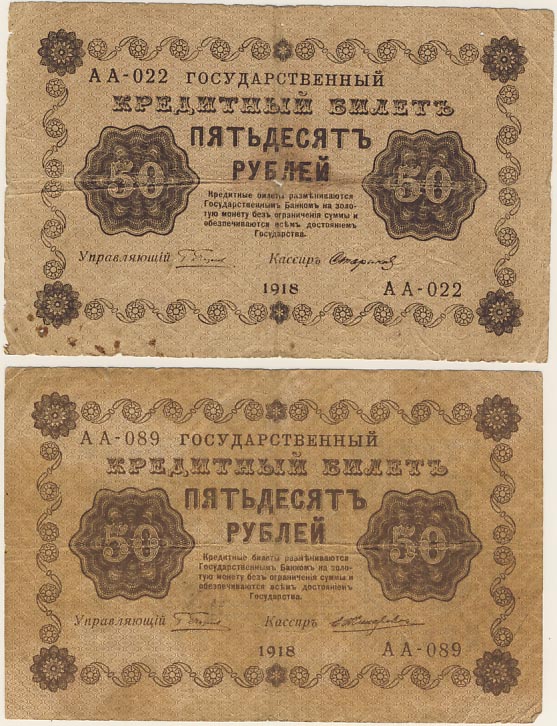 АА-022 ГОСУДАРСТВЕННЫЙ
КРЕДИТНЫЙ БИЛЕТЪ
ПЯТЬДЕСЯТЪ
РУБЛЕЙ
50 50
Кредитные билеты размѣниваются
Государственнымъ Банкомъ на золо-
тую монету безъ ограниченія суммы и
обезпечиваются всѣмъ достояніемъ
Государства.
Управляющій Кассиръ
1918 АА-022
АА-089 ГОСУДАРСТВЕННЫЙ
КРЕДИТНЫЙ БИЛЕТЪ
ПЯТЬДЕСЯТЪ
РУБЛЕЙ
50 50
Кредитные билеты размѣниваются
Государственнымъ Банкомъ на золо-
тую монету безъ ограниченія суммы и
обезпечиваются всѣмъ достояніемъ
Государства.
Управляющій Кассиръ
1918 АА-089